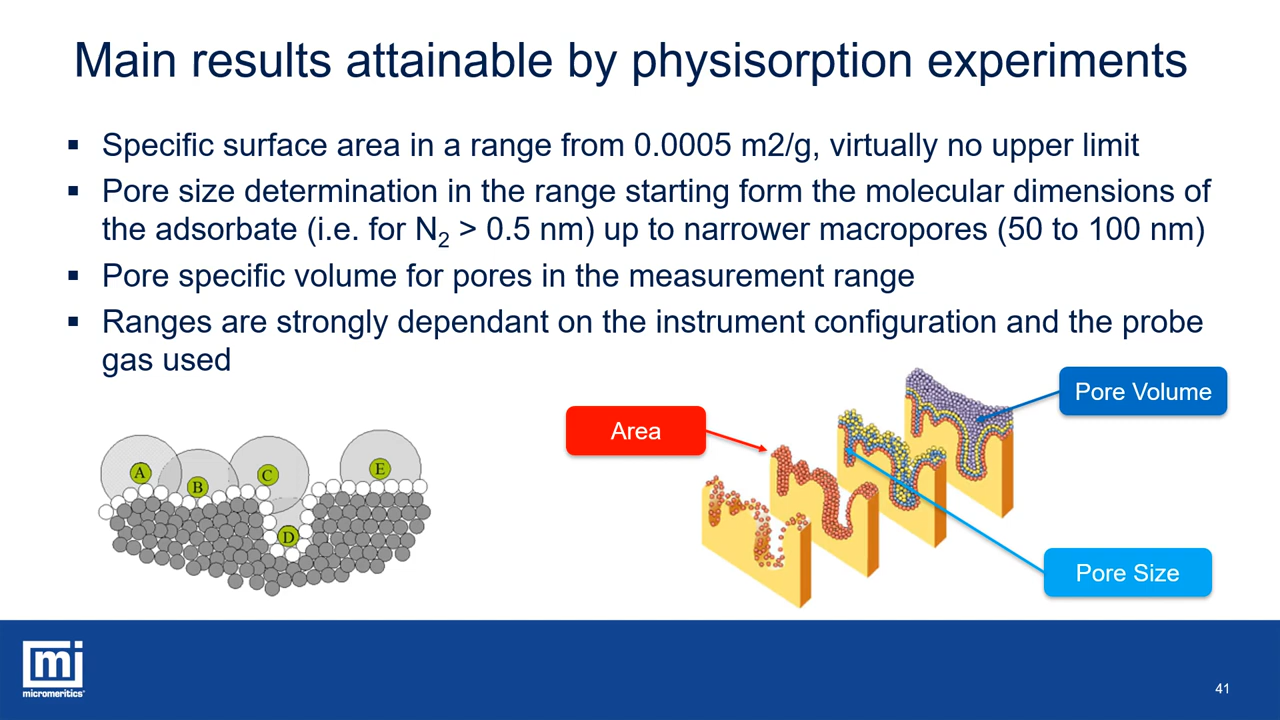 Main results attainable by physisorption experiments
▪ Specific surface area in a range from 0.0005 m2/g, virtually no upper limit
▪ Pore size determination in the range starting form the molecular dimensions of
the adsorbate (i.e. for N₂ > 0.5 nm) up to narrower macropores (50 to 100 nm)
▪ Pore specific volume for pores in the measurement range
▪ Ranges are strongly dependant on the instrument configuration and the probe
gas used
Pore Volume
Area
A
B
C
E
D
Pore Size
mi
micromeritics®
41